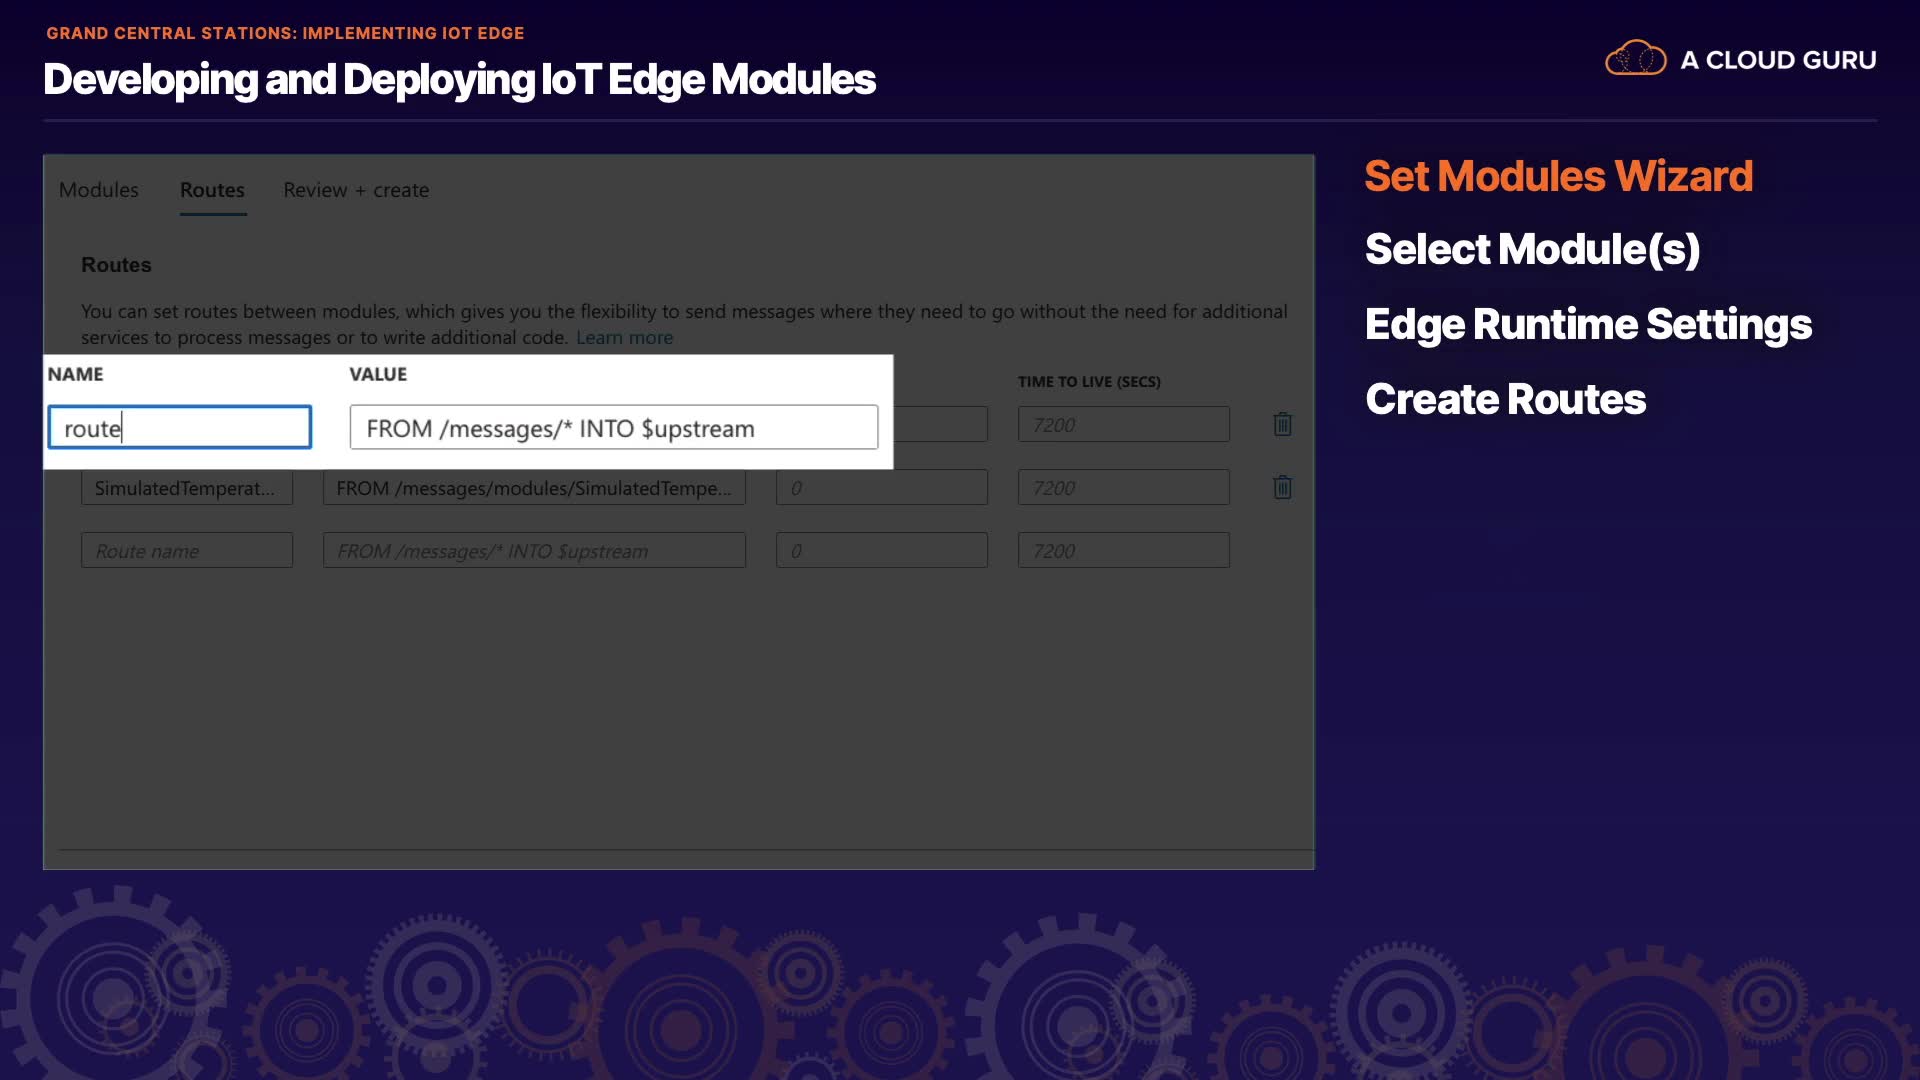 GRAND CENTRAL STATIONS: IMPLEMENTING IOT EDGE
Developing and Deploying IoT Edge Modules
A CLOUD GURU
Modules Routes Review + create
Routes
You can set routes between modules, which gives you the flexibility to send messages where they need to go without the need for additional
services to process messages or to write additional code. Learn more
NAME VALUE TIME TO LIVE (SECS)
route FROM /messages/* INTO $upstream 7200
SimulatedTemperat... FROM /messages/modules/SimulatedTempe... 0 7200
Route name FROM /messages/* INTO $upstream 0 7200
Set Modules Wizard
Select Module(s)
Edge Runtime Settings
Create Routes